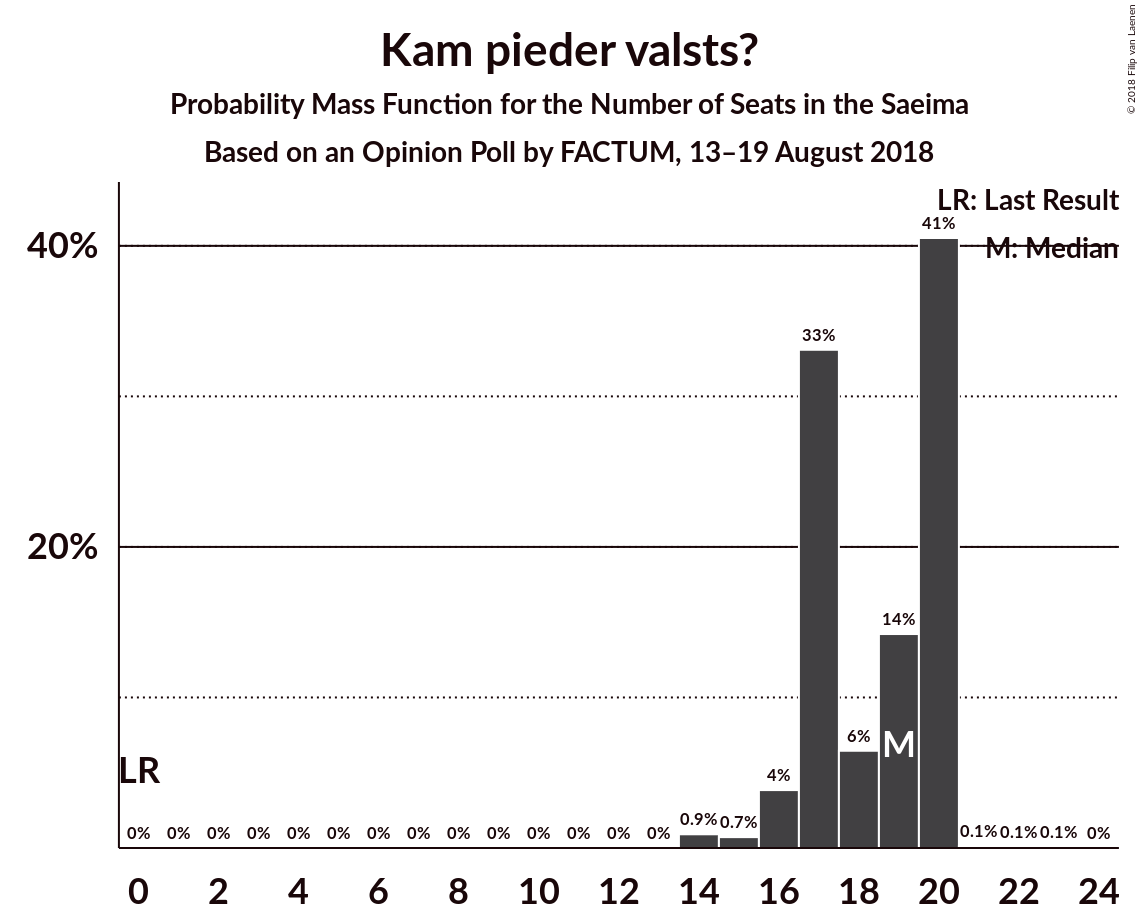 Kam pieder valsts?
Probability Mass Function for the Number of Seats in the Saeima
Based on an Opinion Poll by FACTUM, 13–19 August 2018
© 2018 Filip van Laenen
LR: Last Result
M: Median
40%
20%
41%
33%
14%
6%
4%
0.9%
0.7%
M
LR
0% 0% 0% 0% 0% 0% 0% 0% 0% 0% 0% 0% 0% 0% 0.1% 0.1% 0.1% 0%
0 2 4 6 8 10 12 14 16 18 20 22 24